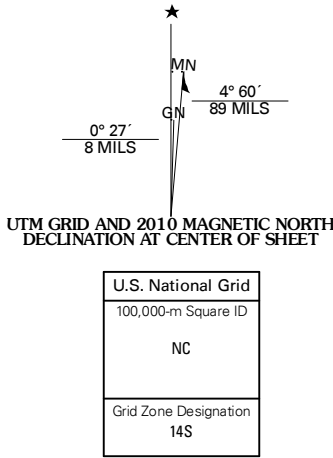 MN
4° 60´
89 MILS
GN
0° 27´
8 MILS
UTM GRID AND 2010 MAGNETIC NORTH
DECLINATION AT CENTER OF SHEET
U.S. National Grid
100,000-m Square ID
NC
Grid Zone Designation
14S